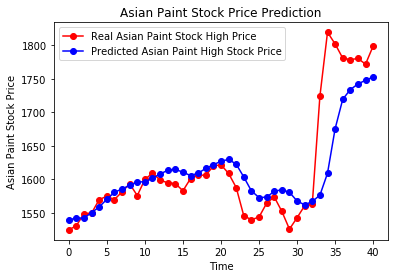 Asian Paint Stock Price Prediction
Real Asian Paint Stock High Price
Predicted Asian Paint High Stock Price
Asian Paint Stock Price
1800
1750
1700
1650
1600
1550
0 5 10 15 20 25 30 35 40
Time